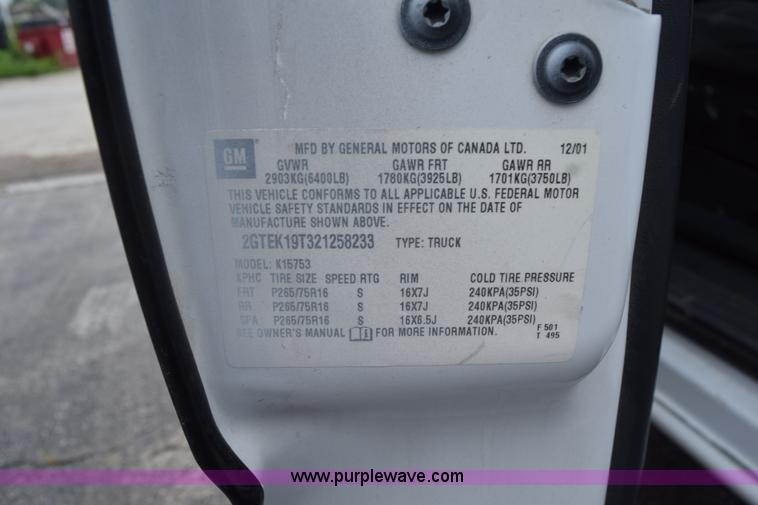 GM MFD BY GENERAL MOTORS OF CANADA LTD. 12/01
GVWR GAWR FRT GAWR RR
2903KG(6400LB) 1780KG(3925LB) 1701KG(3750LB)
THIS VEHICLE CONFORMS TO ALL APPLICABLE U.S. FEDERAL MOTOR
VEHICLE SAFETY STANDARDS IN EFFECT ON THE DATE OF
MANUFACTURE SHOWN ABOVE.
2GTEK19T321258233 TYPE: TRUCK
MODEL: K15753
KPHC TIRE SIZE SPEED RTG RIM COLD TIRE PRESSURE
FRT P265/75R16 S 16X7J 240KPA(35PSI)
RR P265/75R16 S 16X7J 240KPA(35PSI)
SPA P265/75R16 S 16X6.5J 240KPA(35PSI)
SEE OWNER'S MANUAL FOR MORE INFORMATION. F 501
T 495
www.purplewave.com